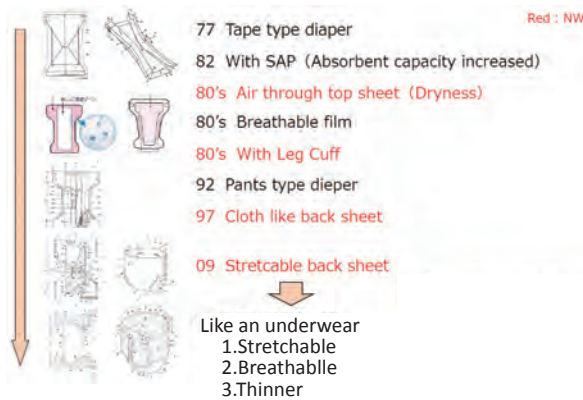 Red : NW
77 Tape type diaper
82 With SAP (Absorbent capacity increased)
80's Air through top sheet (Dryness)
80's Breathable film
80's With Leg Cuff
92 Pants type dieper
97 Cloth like back sheet
09 Stretcable back sheet
Like an underwear
1.Stretchable
2.Breathablle
3.Thinner